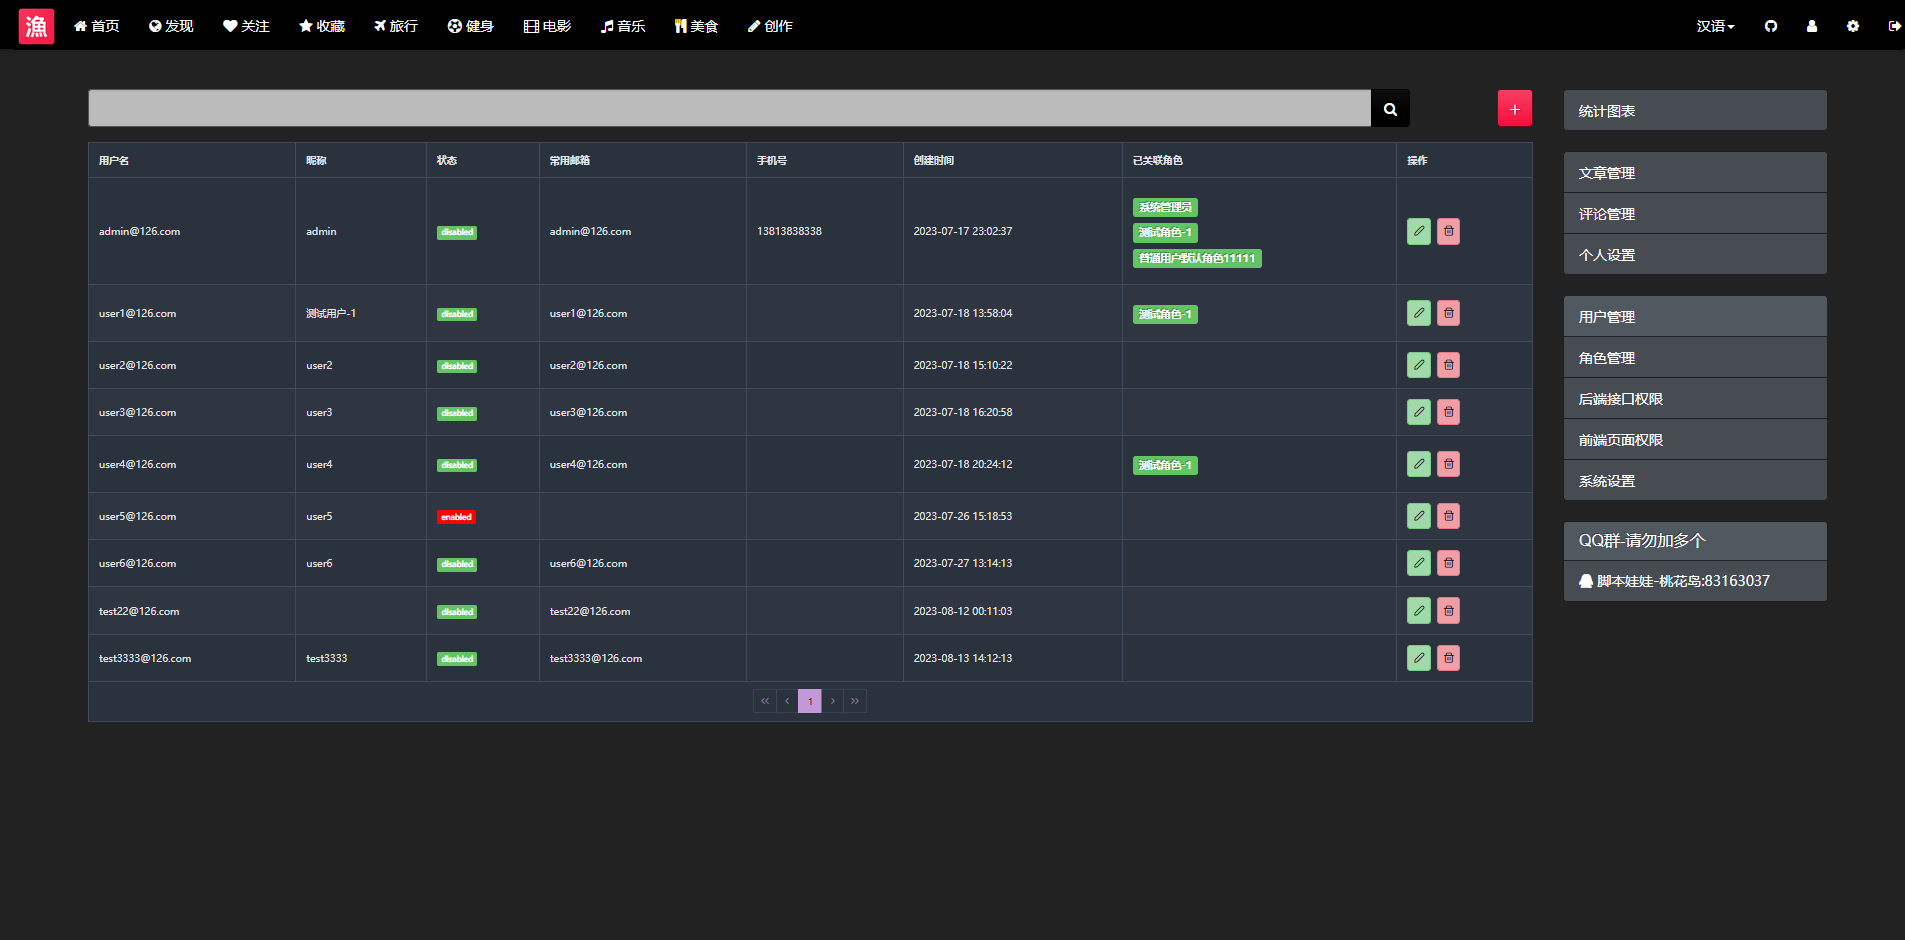 漁 首页 发现 关注 收藏 旅行 健身 电影 音乐 美食 创作 汉语
统计图表
用户名 昵称 状态 常用邮箱 手机号 创建时间 已关联角色 操作
admin@126.com admin disabled admin@126.com 13813838338 2023-07-17 23:02:37 系统管理员
测试角色-1
普通用户默认角色11111
user1@126.com 测试用户-1 disabled user1@126.com 2023-07-18 13:58:04 测试角色-1
user2@126.com user2 disabled user2@126.com 2023-07-18 15:10:22
user3@126.com user3 disabled user3@126.com 2023-07-18 16:20:58
user4@126.com user4 disabled user4@126.com 2023-07-18 20:24:12 测试角色-1
user5@126.com user5 enabled 2023-07-26 15:18:53
user6@126.com user6 disabled user6@126.com 2023-07-27 13:14:13
test22@126.com disabled test22@126.com 2023-08-12 00:11:03
test3333@126.com test3333 disabled test3333@126.com 2023-08-13 14:12:13
1
文章管理
评论管理
个人设置
用户管理
角色管理
后端接口权限
前端页面权限
系统设置
QQ群-请勿加多个
脚本娃娃-桃花岛:83163037